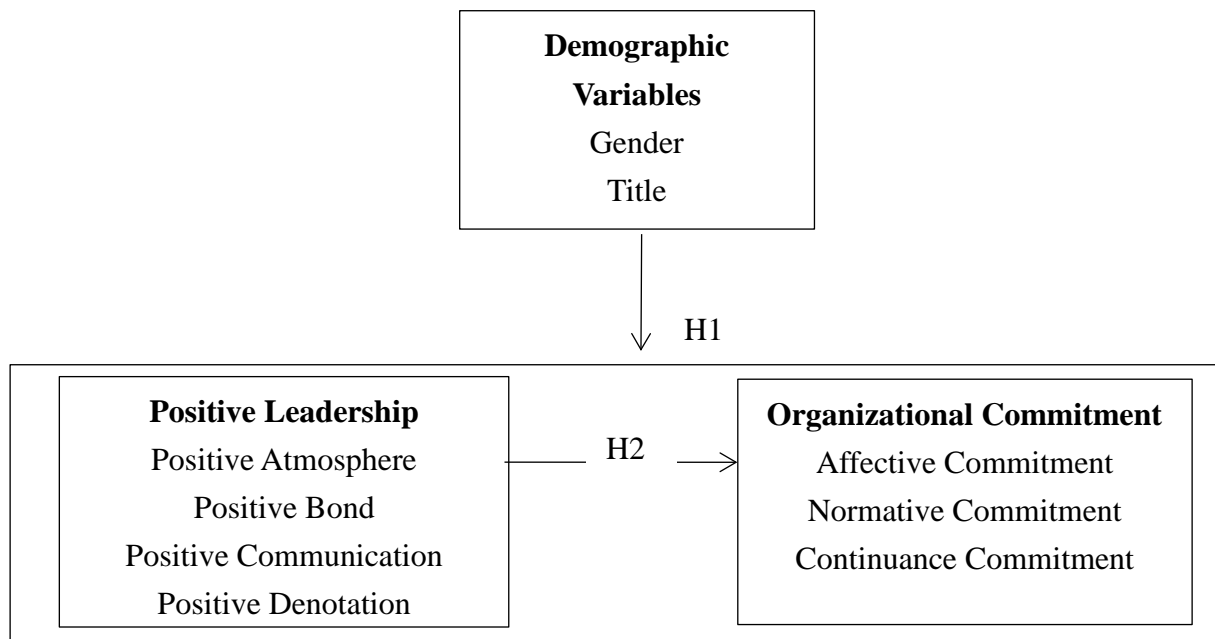 Demographic
Variables
Gender
Title
H1
Positive Leadership
Positive Atmosphere
Positive Bond
Positive Communication
Positive Denotation
H2
Organizational Commitment
Affective Commitment
Normative Commitment
Continuance Commitment